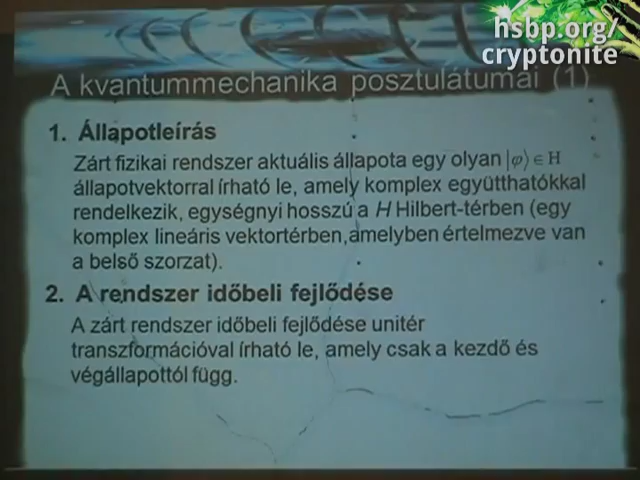 hsbp.org/
cryptonite
A kvantummechanika posztulátumai (1)
1. Állapotleírás
Zárt fizikai rendszer aktuális állapota egy olyan |φ⟩ ∈ H
állapotvektorral írható le, amely komplex együtthatókkal
rendelkezik, egységnyi hosszú a H Hilbert-térben (egy
komplex lineáris vektortérben,amelyben értelmezve van
a belső szorzat).
2. A rendszer időbeli fejlődése
A zárt rendszer időbeli fejlődése unitér
transzformációval írható le, amely csak a kezdő és
végállapottól függ.